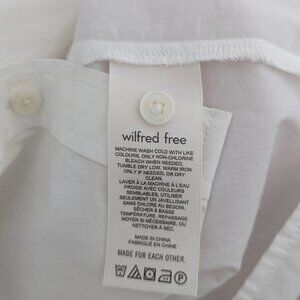 wilfred free
MACHINE WASH COLD WITH LIKE
COLOURS, ONLY NON-CHLORINE
BLEACH WHEN NEEDED,
TUMBLE DRY LOW, WARM IRON
ONLY IF NEEDED, OR DRY
CLEAN.
LAVER À LA MACHINE À L'EAU
FROIDE AVEC COULEURS
SEMBLABLES, UTILISER
SEULEMENT UN JAVELLISANT
SANS CHLORE AU BESOIN,
SÉCHER À BASSE
TEMPÉRATURE, REPASSAGE
MOYEN SI NÉCESSAIRE, OU
NETTOYER À SEC.
MADE IN CHINA
FABRIQUÉ EN CHINE
MADE FOR EACH OTHER.